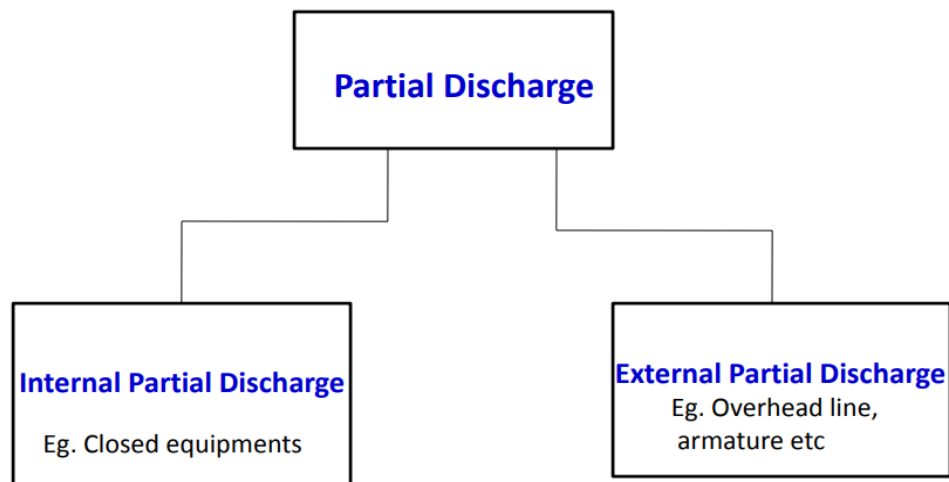 Partial Discharge
Internal Partial Discharge
Eg. Closed equipments
External Partial Discharge
Eg. Overhead line,
armature etc